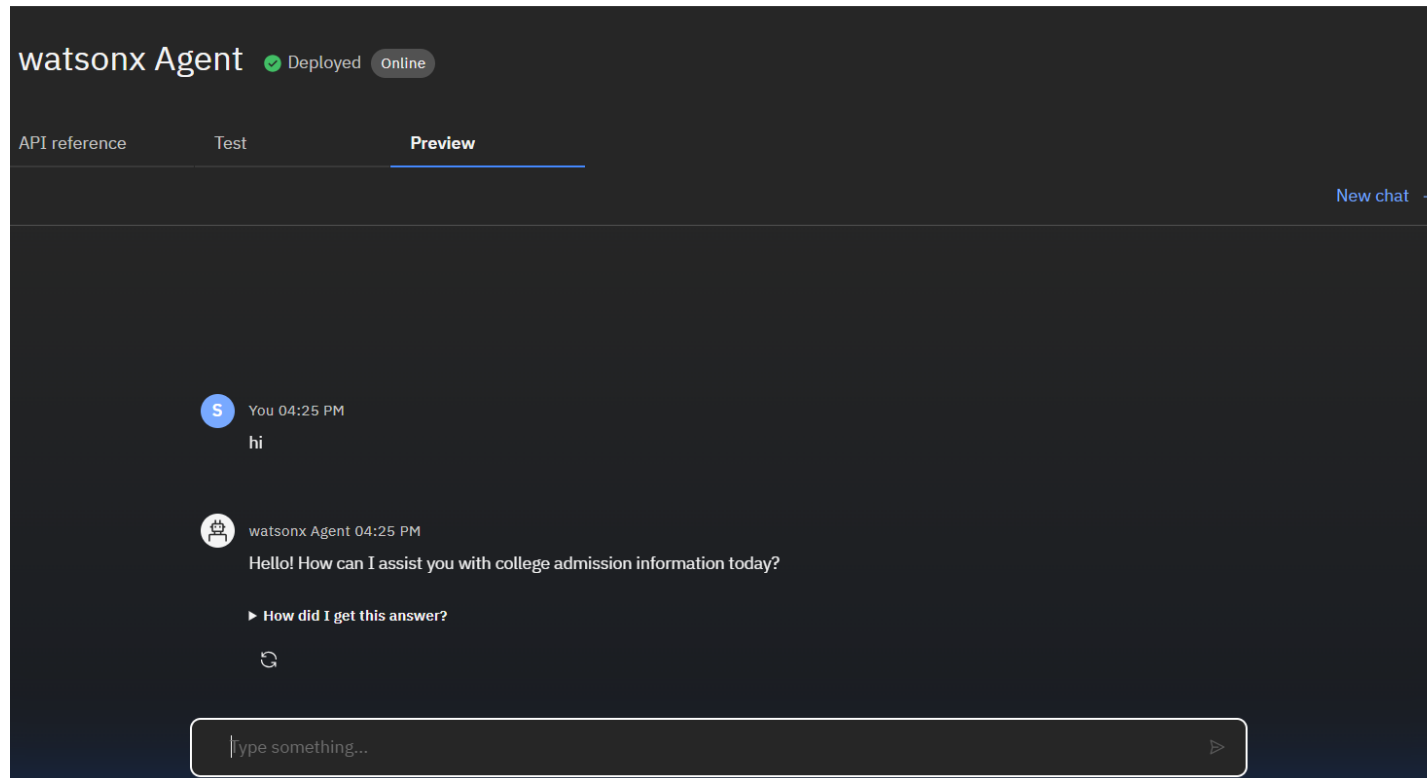 watsonx Agent Deployed Online
API reference Test Preview
New chat
S You 04:25 PM
hi
watsonx Agent 04:25 PM
Hello! How can I assist you with college admission information today?
How did I get this answer?
Type something...